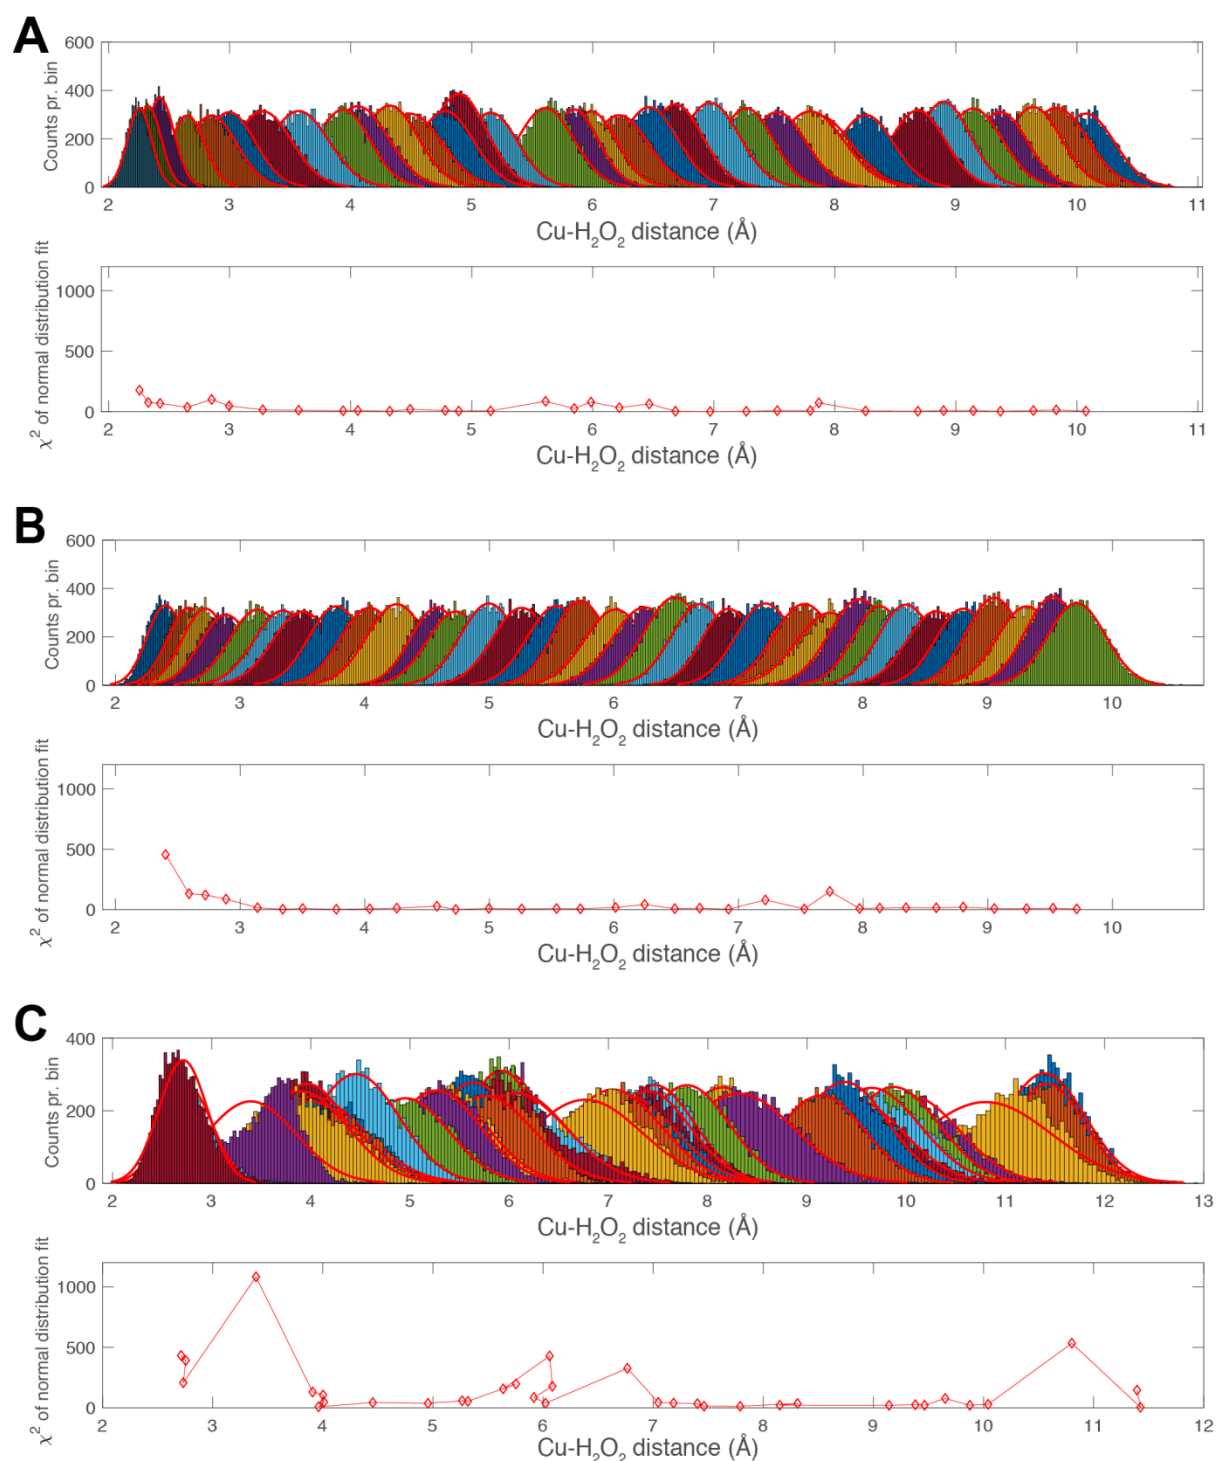 A
600
400
200
0
Counts pr. bin
2 3 4 5 6 7 8 9 10 11
Cu-H₂O₂ distance (Å)
1000
500
0
χ² of normal distribution fit
2 3 4 5 6 7 8 9 10 11
Cu-H₂O₂ distance (Å)
B
600
400
200
0
Counts pr. bin
2 3 4 5 6 7 8 9 10
Cu-H₂O₂ distance (Å)
1000
500
0
χ² of normal distribution fit
2 3 4 5 6 7 8 9 10
Cu-H₂O₂ distance (Å)
C
400
200
0
Counts pr. bin
2 3 4 5 6 7 8 9 10 11 12 13
Cu-H₂O₂ distance (Å)
1000
500
0
χ² of normal distribution fit
2 3 4 5 6 7 8 9 10 11 12
Cu-H₂O₂ distance (Å)